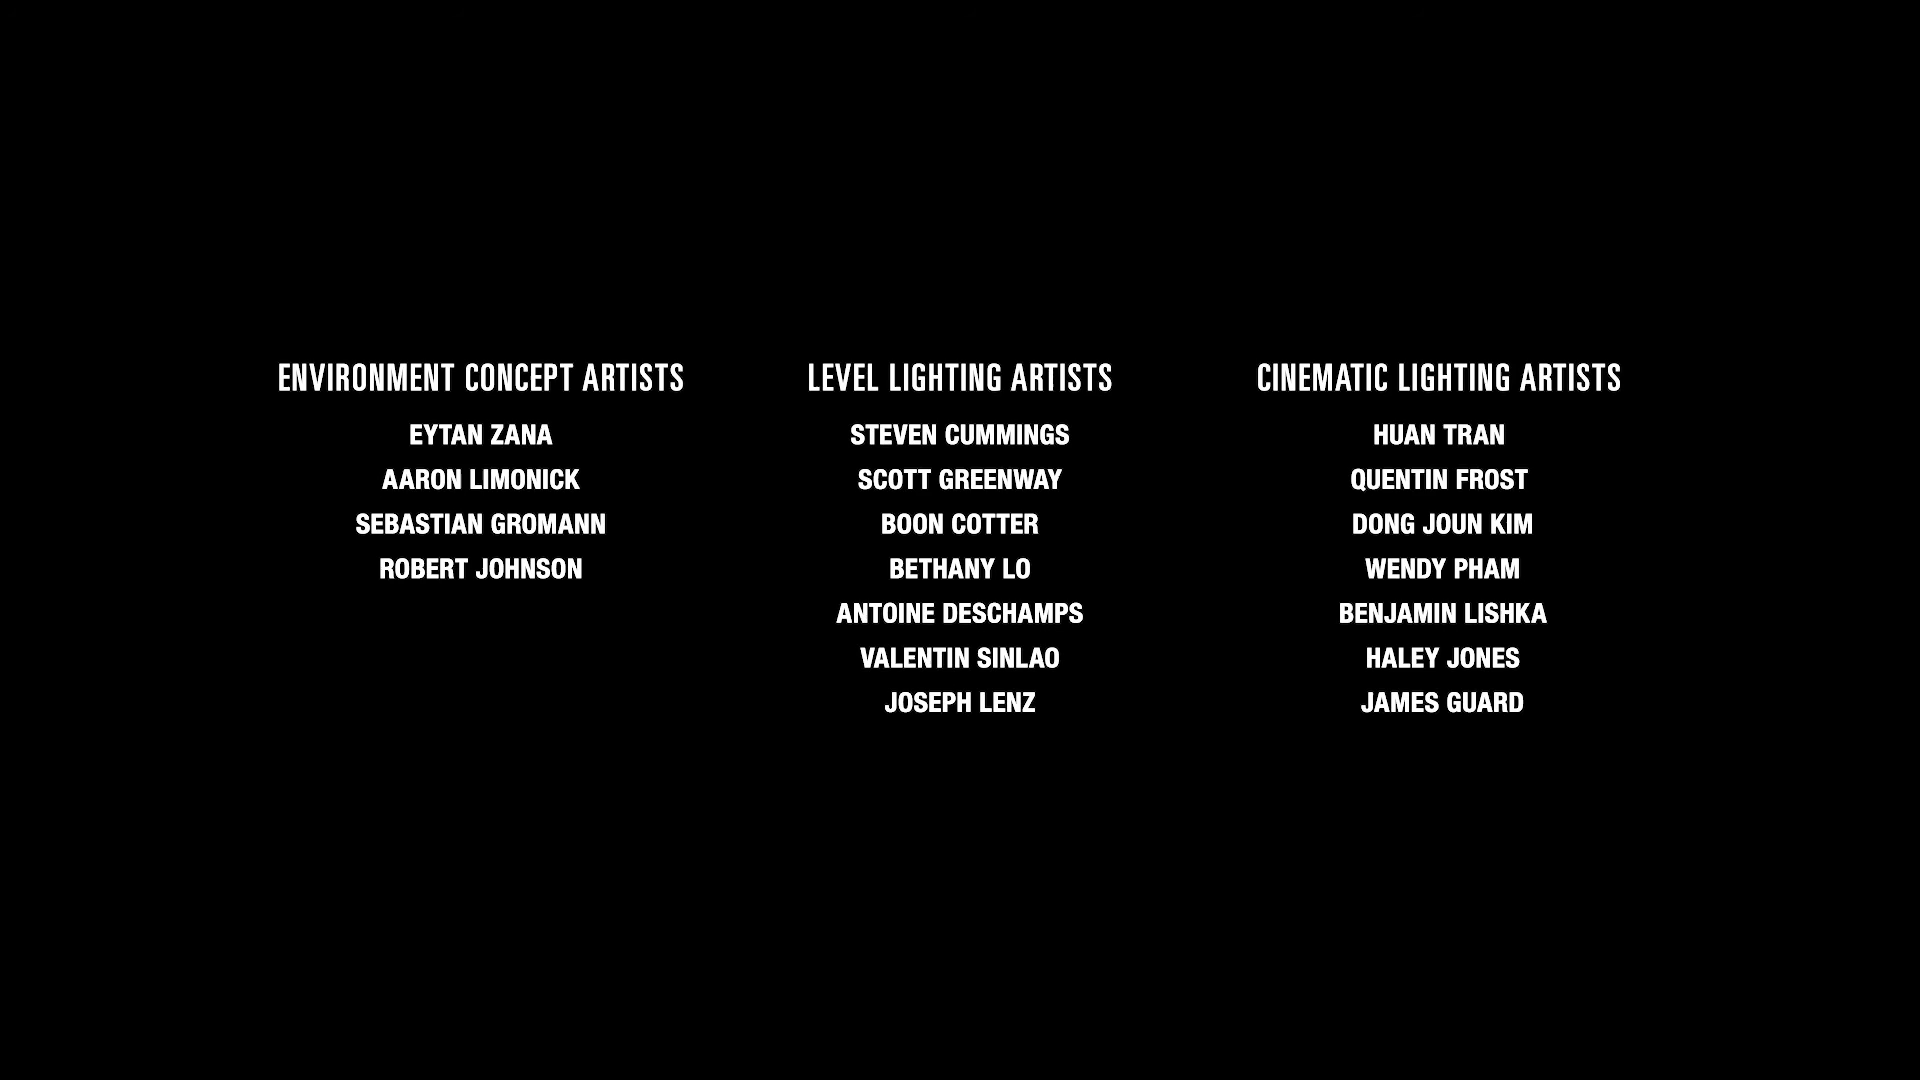 ENVIRONMENT CONCEPT ARTISTS
EYTAN ZANA
AARON LIMONICK
SEBASTIAN GROMANN
ROBERT JOHNSON
LEVEL LIGHTING ARTISTS
STEVEN CUMMINGS
SCOTT GREENWAY
BOON COTTER
BETHANY LO
ANTOINE DESCHAMPS
VALENTIN SINLAO
JOSEPH LENZ
CINEMATIC LIGHTING ARTISTS
HUAN TRAN
QUENTIN FROST
DONG JOUN KIM
WENDY PHAM
BENJAMIN LISHKA
HALEY JONES
JAMES GUARD